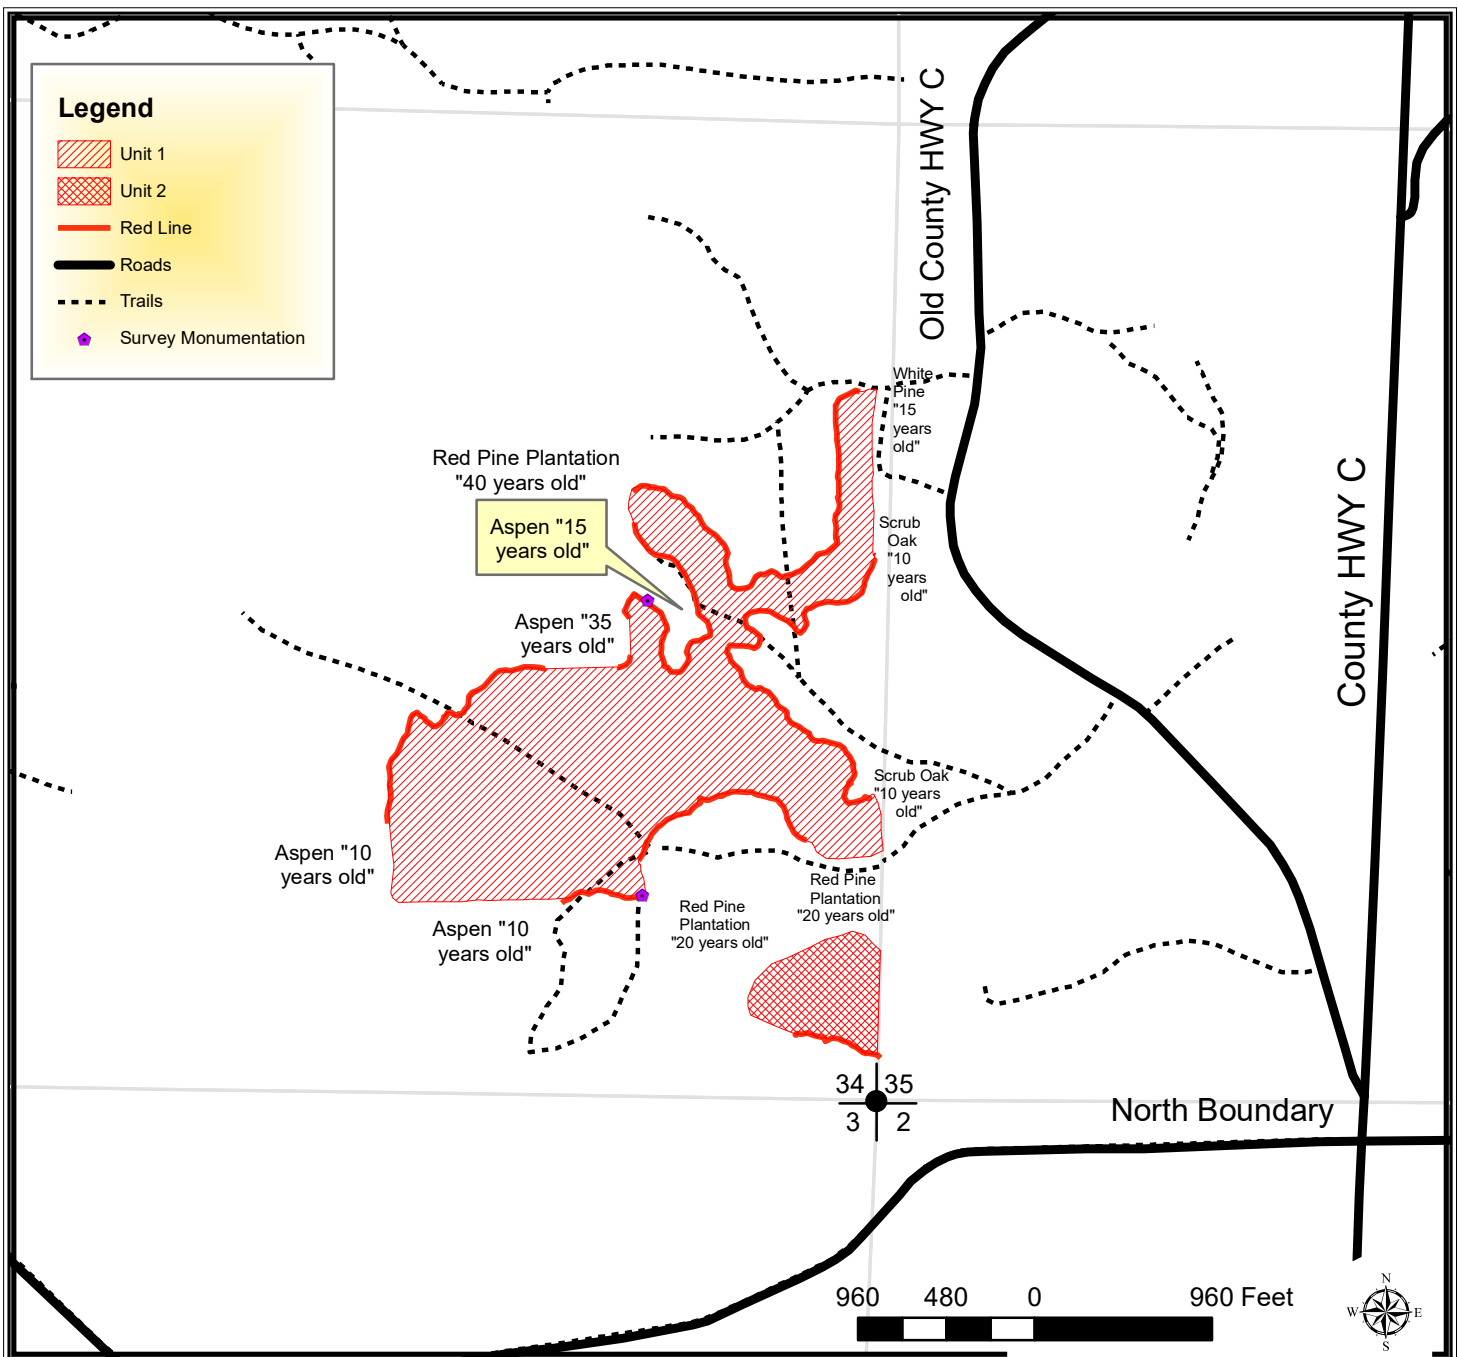 Legend
Unit 1
Unit 2
Red Line
Roads
Trails
Survey Monumentation
Old County HWY C
County HWY C
White
Pine
"15
years
old"
Red Pine Plantation
"40 years old"
Aspen "15
years old"
Scrub
Oak
"10
years
old"
Aspen "35
years old"
Scrub Oak
"10 years
old"
Aspen "10
years old"
Red Pine
Plantation
"20 years old"
Red Pine
Plantation
"20 years old"
Aspen "10
years old"
34 35
3 2
North Boundary
960 480 0 960 Feet
N
W E
S